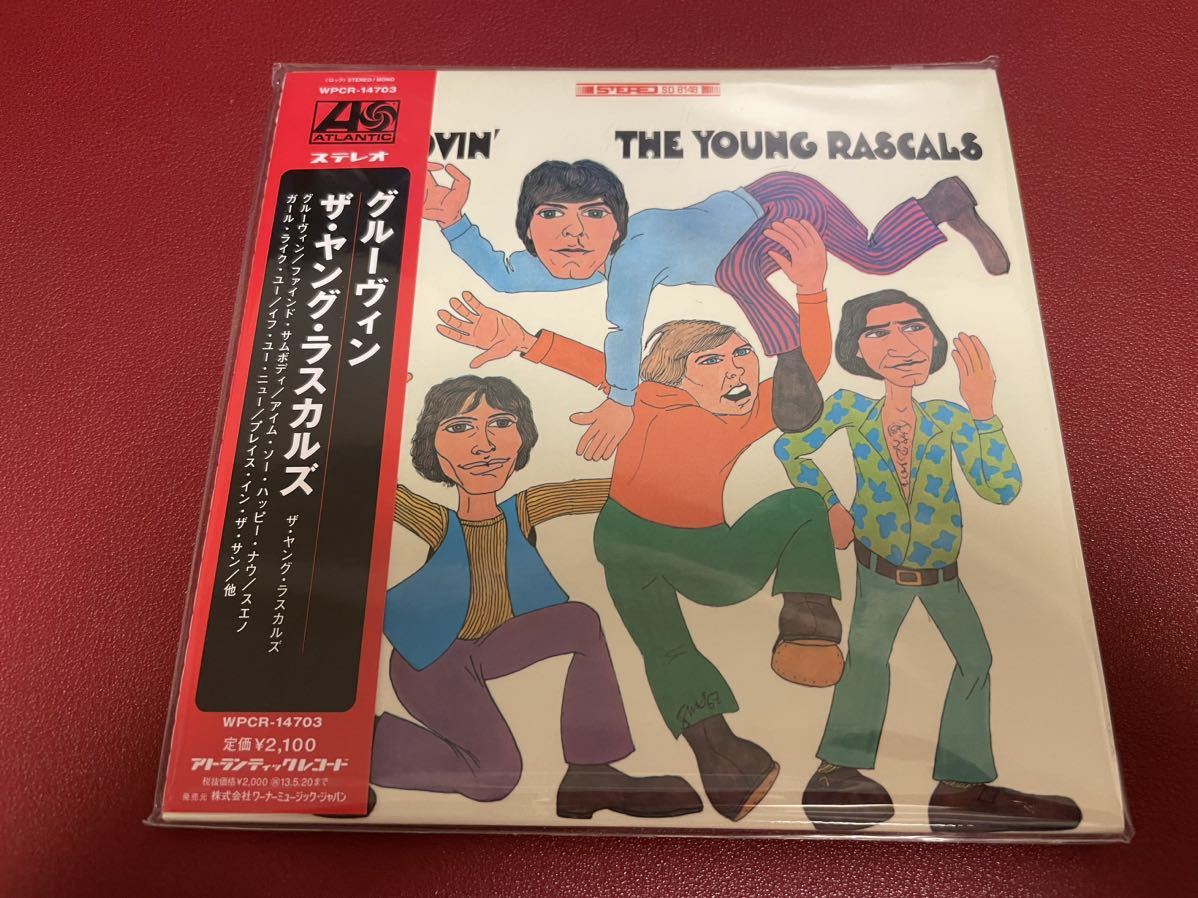 (ロック) STEREO / MONO
WPCR-14703
ATLANTIC
ステレオ
グルーヴィン
ザ・ヤング・ラスカルズ
ザ・ヤング・ラスカルズ
グルーヴィン／ファインド・サムボディ／アイム・ソー・ハッピー・ナウ／スエノ
ガール・ライク・ユー／イフ・ユー・ニュー／プレイス・イン・ザ・サン／他
WPCR-14703
定価¥2,100
アトランティックレコード
税抜価格¥2,000 13.5.20まで
発売元 株式会社ワーナーミュージック・ジャパン
STEREO SD 8148
OVIN' THE YOUNG RASCALS